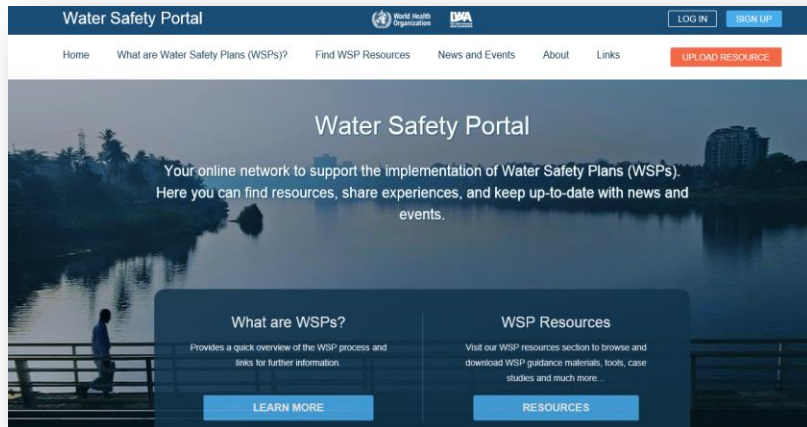 Water Safety Portal
World Health
Organization
IWA
LOG IN
SIGN UP
Home
What are Water Safety Plans (WSPs)?
Find WSP Resources
News and Events
About
Links
UPLOAD RESOURCE
Water Safety Portal
Your online network to support the implementation of Water Safety Plans (WSPs).
Here you can find resources, share experiences, and keep up-to-date with news and
events.
What are WSPs?
Provides a quick overview of the WSP process and
links for further information.
LEARN MORE
WSP Resources
Visit our WSP resources section to browse and
download WSP guidance materials, tools, case
studies and much more...
RESOURCES